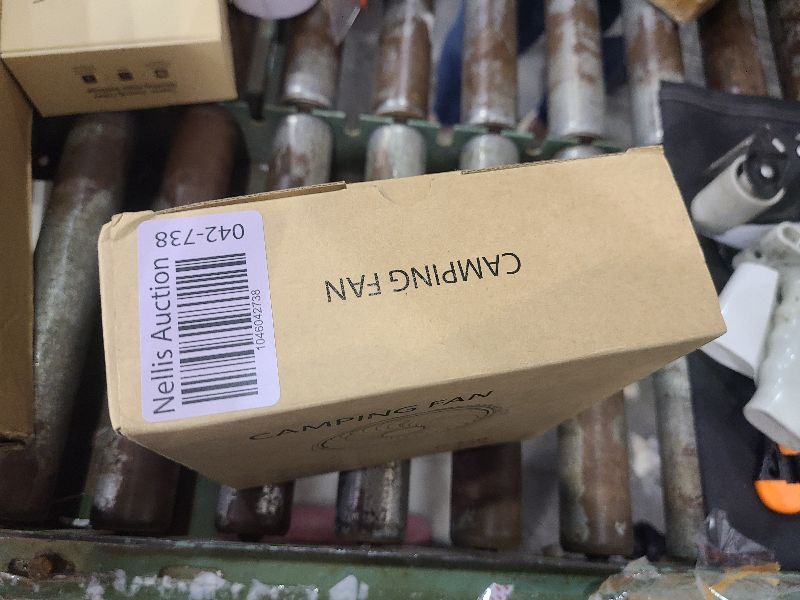 CAMPING FAN
Nellis Auction
1046042738
042-738
CAMPING FAN